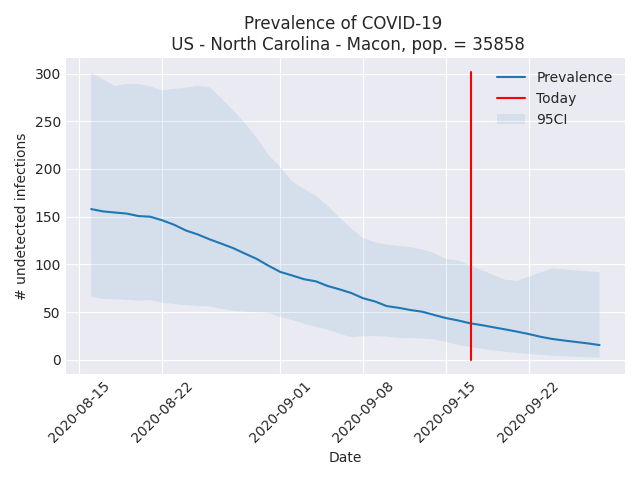 Prevalence of COVID-19
US - North Carolina - Macon, pop. = 35858
# undetected infections
300
250
200
150
100
50
0
Prevalence
Today
95CI
2020-08-15
2020-08-22
2020-09-01
2020-09-08
2020-09-15
2020-09-22
Date